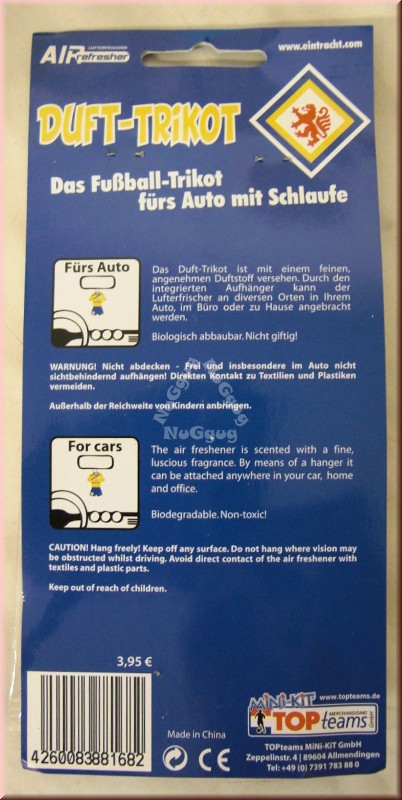 AIR LUFTERFRISCHER refresher
www.eintracht.com
DUFT-TRiKOT
Das Fußball-Trikot
fürs Auto mit Schlaufe
Fürs Auto
Das Duft-Trikot ist mit einem feinen,
angenehmen Duftstoff versehen. Durch den
integrierten Aufhänger kann der
Lufterfrischer an diversen Orten in Ihrem
Auto, im Büro oder zu Hause angebracht
werden.
Biologisch abbaubar. Nicht giftig!
WARNUNG! Nicht abdecken - Frei und insbesondere im Auto nicht
sichtbehindernd aufhängen! Direkten Kontakt zu Textilien und Plastiken
vermeiden.
Außerhalb der Reichweite von Kindern anbringen.
NuGgug
NuGgug
NuGgug
For cars
The air freshener is scented with a fine,
luscious fragrance. By means of a hanger it
can be attached anywhere in your car, home
and office.
Biodegradable. Non-toxic!
CAUTION! Hang freely! Keep off any surface. Do not hang where vision may
be obstructed whilst driving. Avoid direct contact of the air freshener with
textiles and plastic parts.
Keep out of reach of children.
3,95 €
4260083881682
Made in China
CE
MiNi-KiT
www.topteams.de
MERCHANDISING
TOPteams GmbH
TOPteams MiNi-KiT GmbH
Zeppelinstr. 4 | 89604 Allmendingen
Tel: +49 (0) 7391 783 88 0